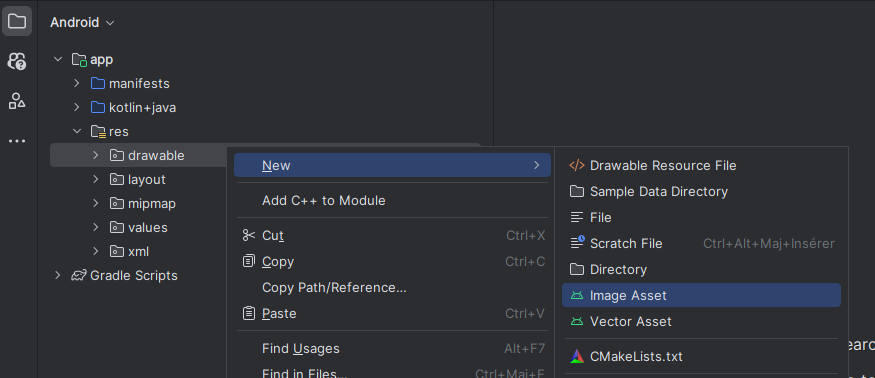 Android
app
manifests
kotlin+java
res
drawable
layout
mipmap
values
xml
Gradle Scripts
New
Add C++ to Module
Cut Ctrl+X
Copy Ctrl+C
Copy Path/Reference...
Paste Ctrl+V
Find Usages Alt+F7
Find in Files... Ctrl+Maj+F
Drawable Resource File
Sample Data Directory
File
Scratch File Ctrl+Alt+Maj+Insérer
Directory
Image Asset
Vector Asset
CMakeLists.txt